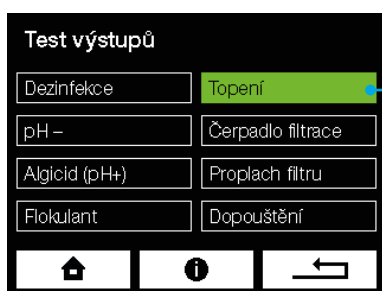 Test výstupů
Dezinfekce
Topení
pH –
Čerpadlo filtrace
Algicid (pH+)
Proplach filtru
Flokulant
Dopouštění